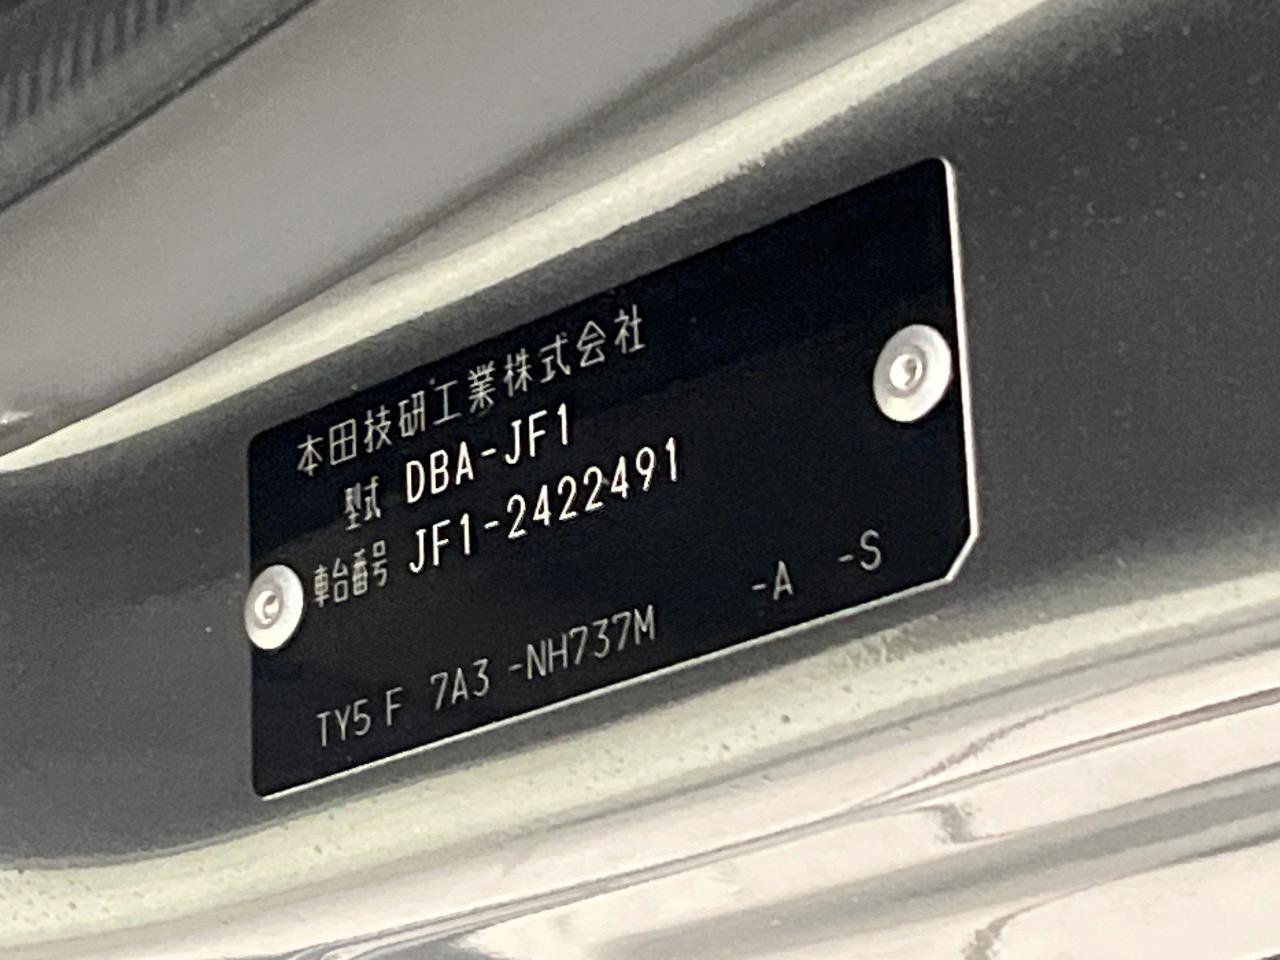 本田技研工業株式会社
型式 DBA-JF1
車台番号 JF1-2422491
TY5 F 7A3 -NH737M -A -S